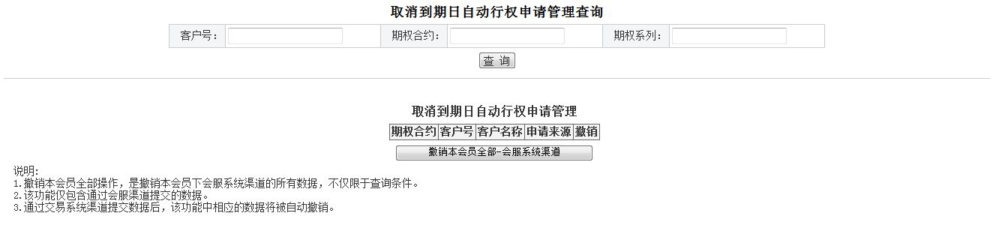 取消到期日自动行权申请管理查询
客户号： 期权合约： 期权系列：
查 询
取消到期日自动行权申请管理
期权合约 客户号 客户名称 申请来源 撤销
撤销本会员全部-会服系统渠道
说明:
1.撤销本会员全部操作，是撤销本会员下会服系统渠道的所有数据，不仅限于查询条件。
2.该功能仅包含通过会服渠道提交的数据。
3.通过交易系统渠道提交数据后，该功能中相应的数据将被自动撤销。